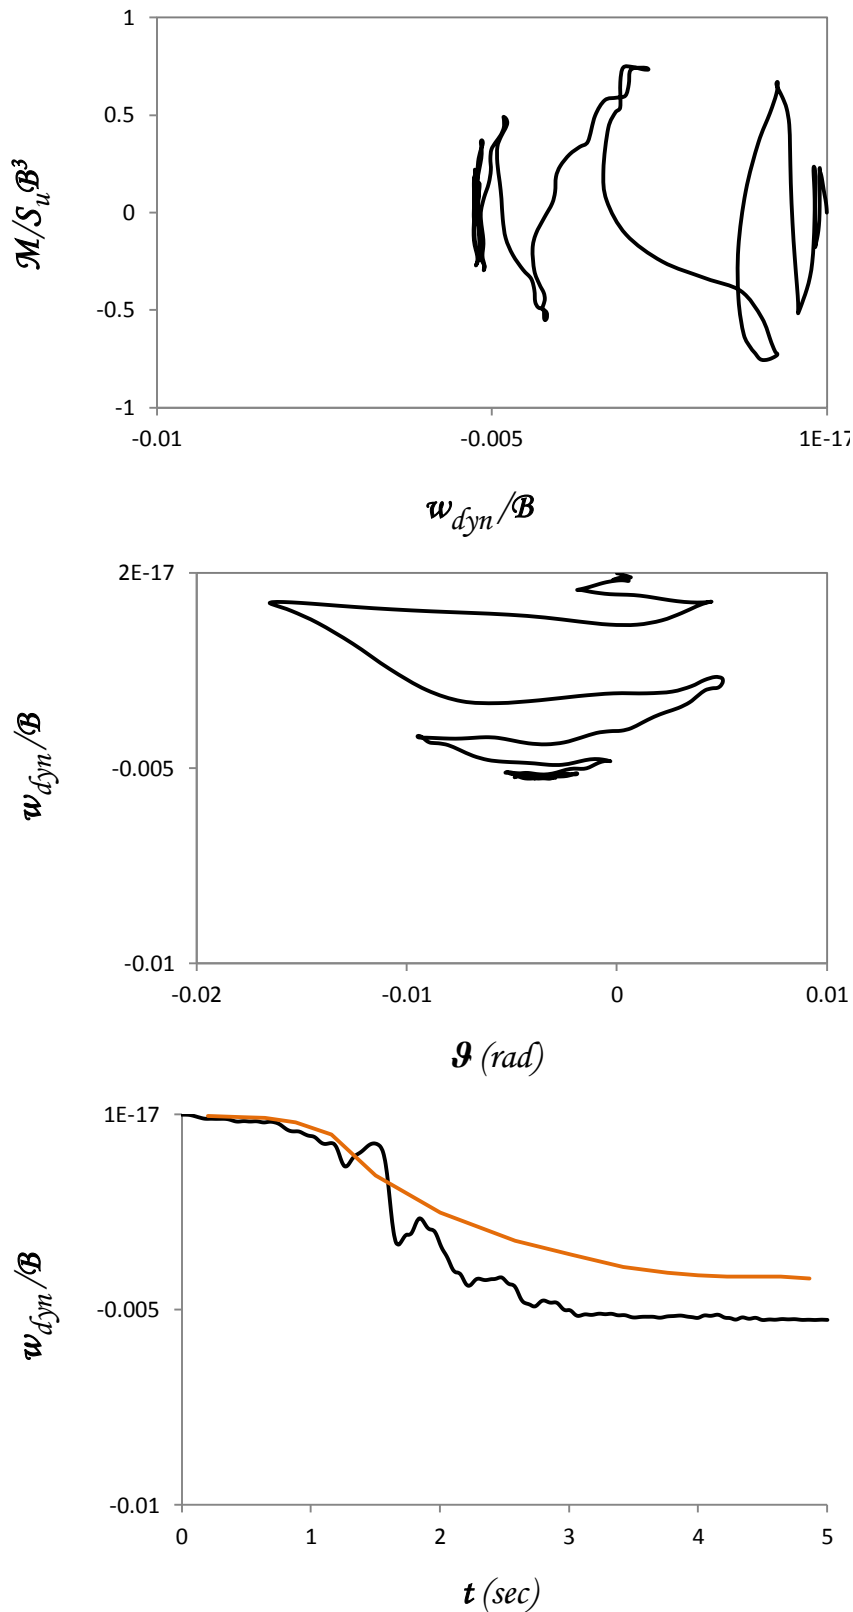 1
0.5
0
-0.5
-1
M/SuB³
-0.01 -0.005 1E-17
wdyn/B
2E-17
-0.005
-0.01
wdyn/B
-0.02 -0.01 0 0.01
ϑ (rad)
1E-17
-0.005
-0.01
wdyn/B
0 1 2 3 4 5
t (sec)